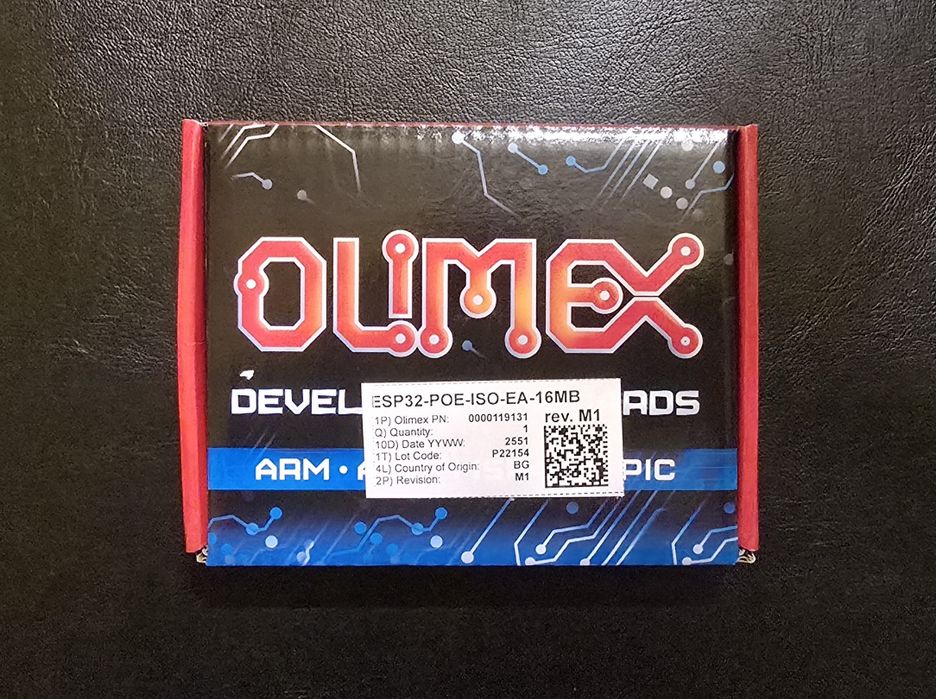 OLIMEX
DEVEL
ARDS
ESP32-POE-ISO-EA-16MB
rev. M1
1P) Olimex PN: 0000119131
Q) Quantity: 1
10D) Date YYWW: 2551
1T) Lot Code: P22154
4L) Country of Origin: BG
2P) Revision: M1
ARM • A
PIC